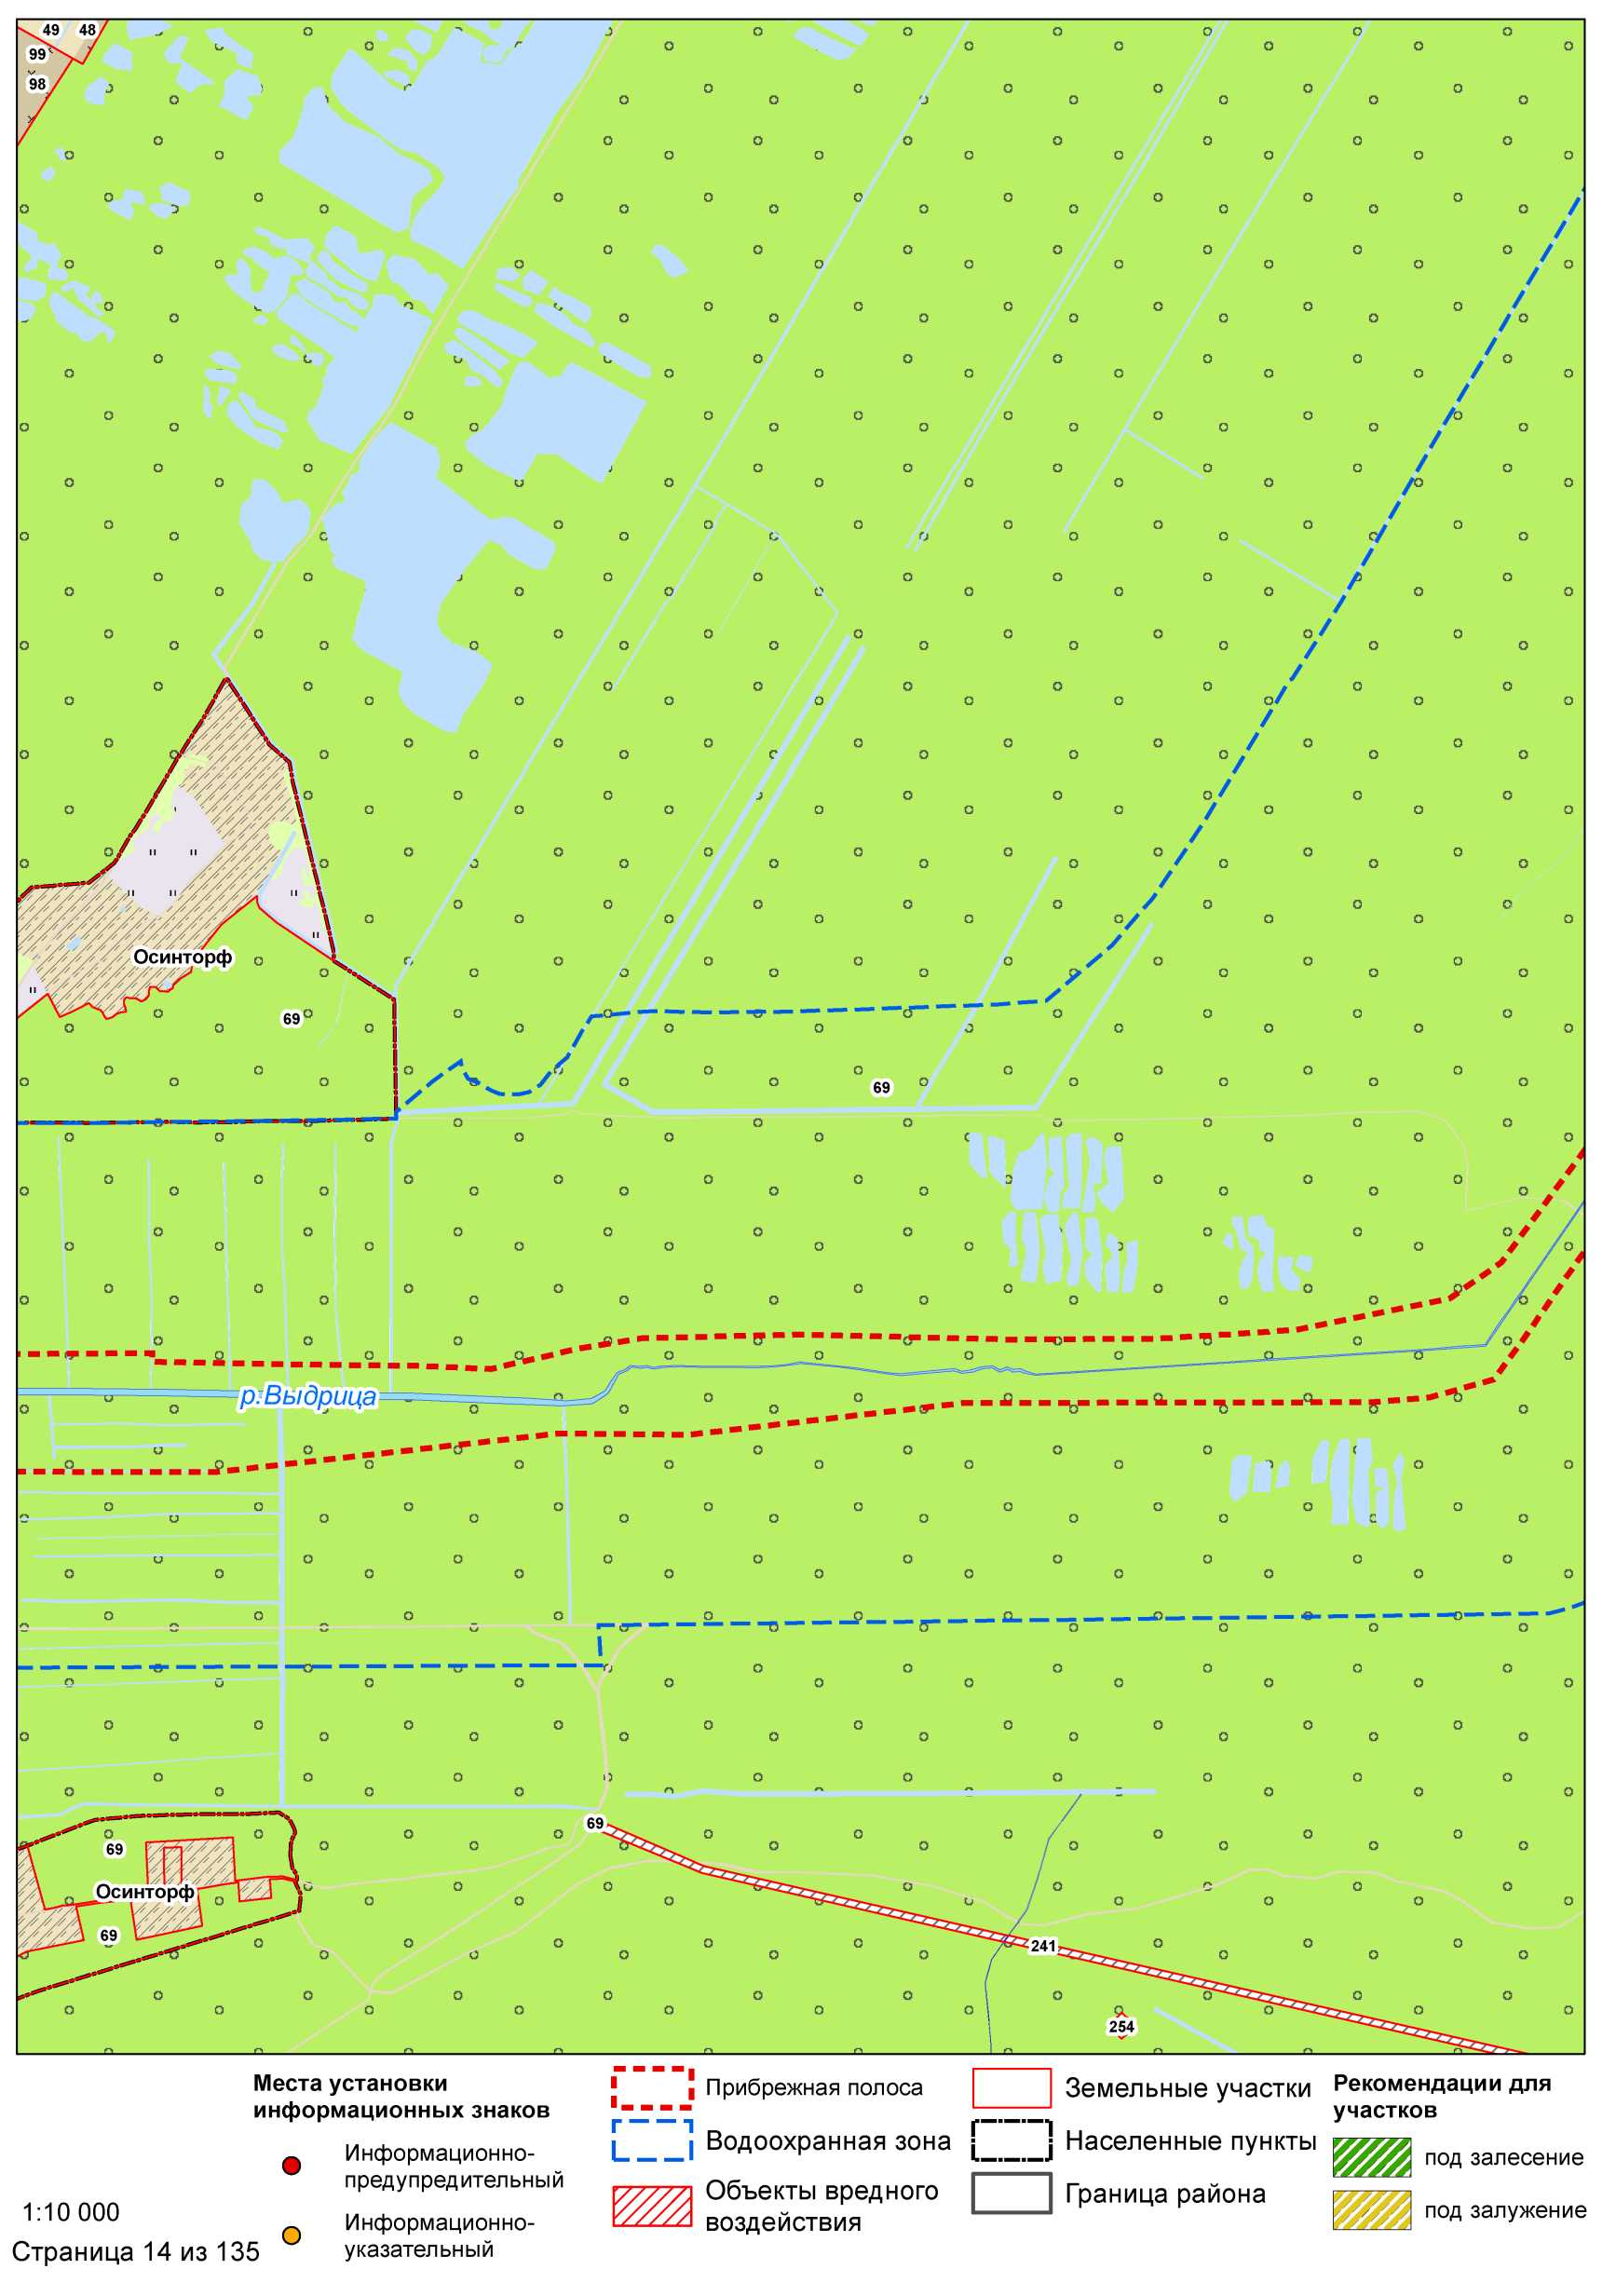 49 48
99
98
Осинторф
69
69
р.Выдрица
69
69
Осинторф
69
241
254
Места установки
информационных знаков
Информационно-
предупредительный
Информационно-
указательный
Прибрежная полоса
Водоохранная зона
Объекты вредного
воздействия
Земельные участки
Населенные пункты
Граница района
Рекомендации для
участков
под залесение
под залужение
1:10 000
Страница 14 из 135